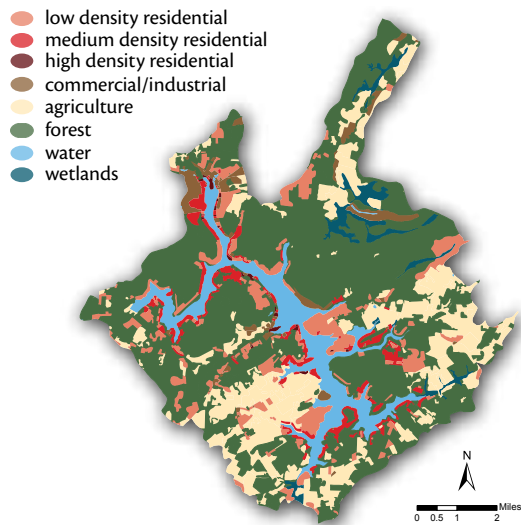 low density residential
medium density residential
high density residential
commercial/industrial
agriculture
forest
water
wetlands
N
Miles
0 0.5 1 2